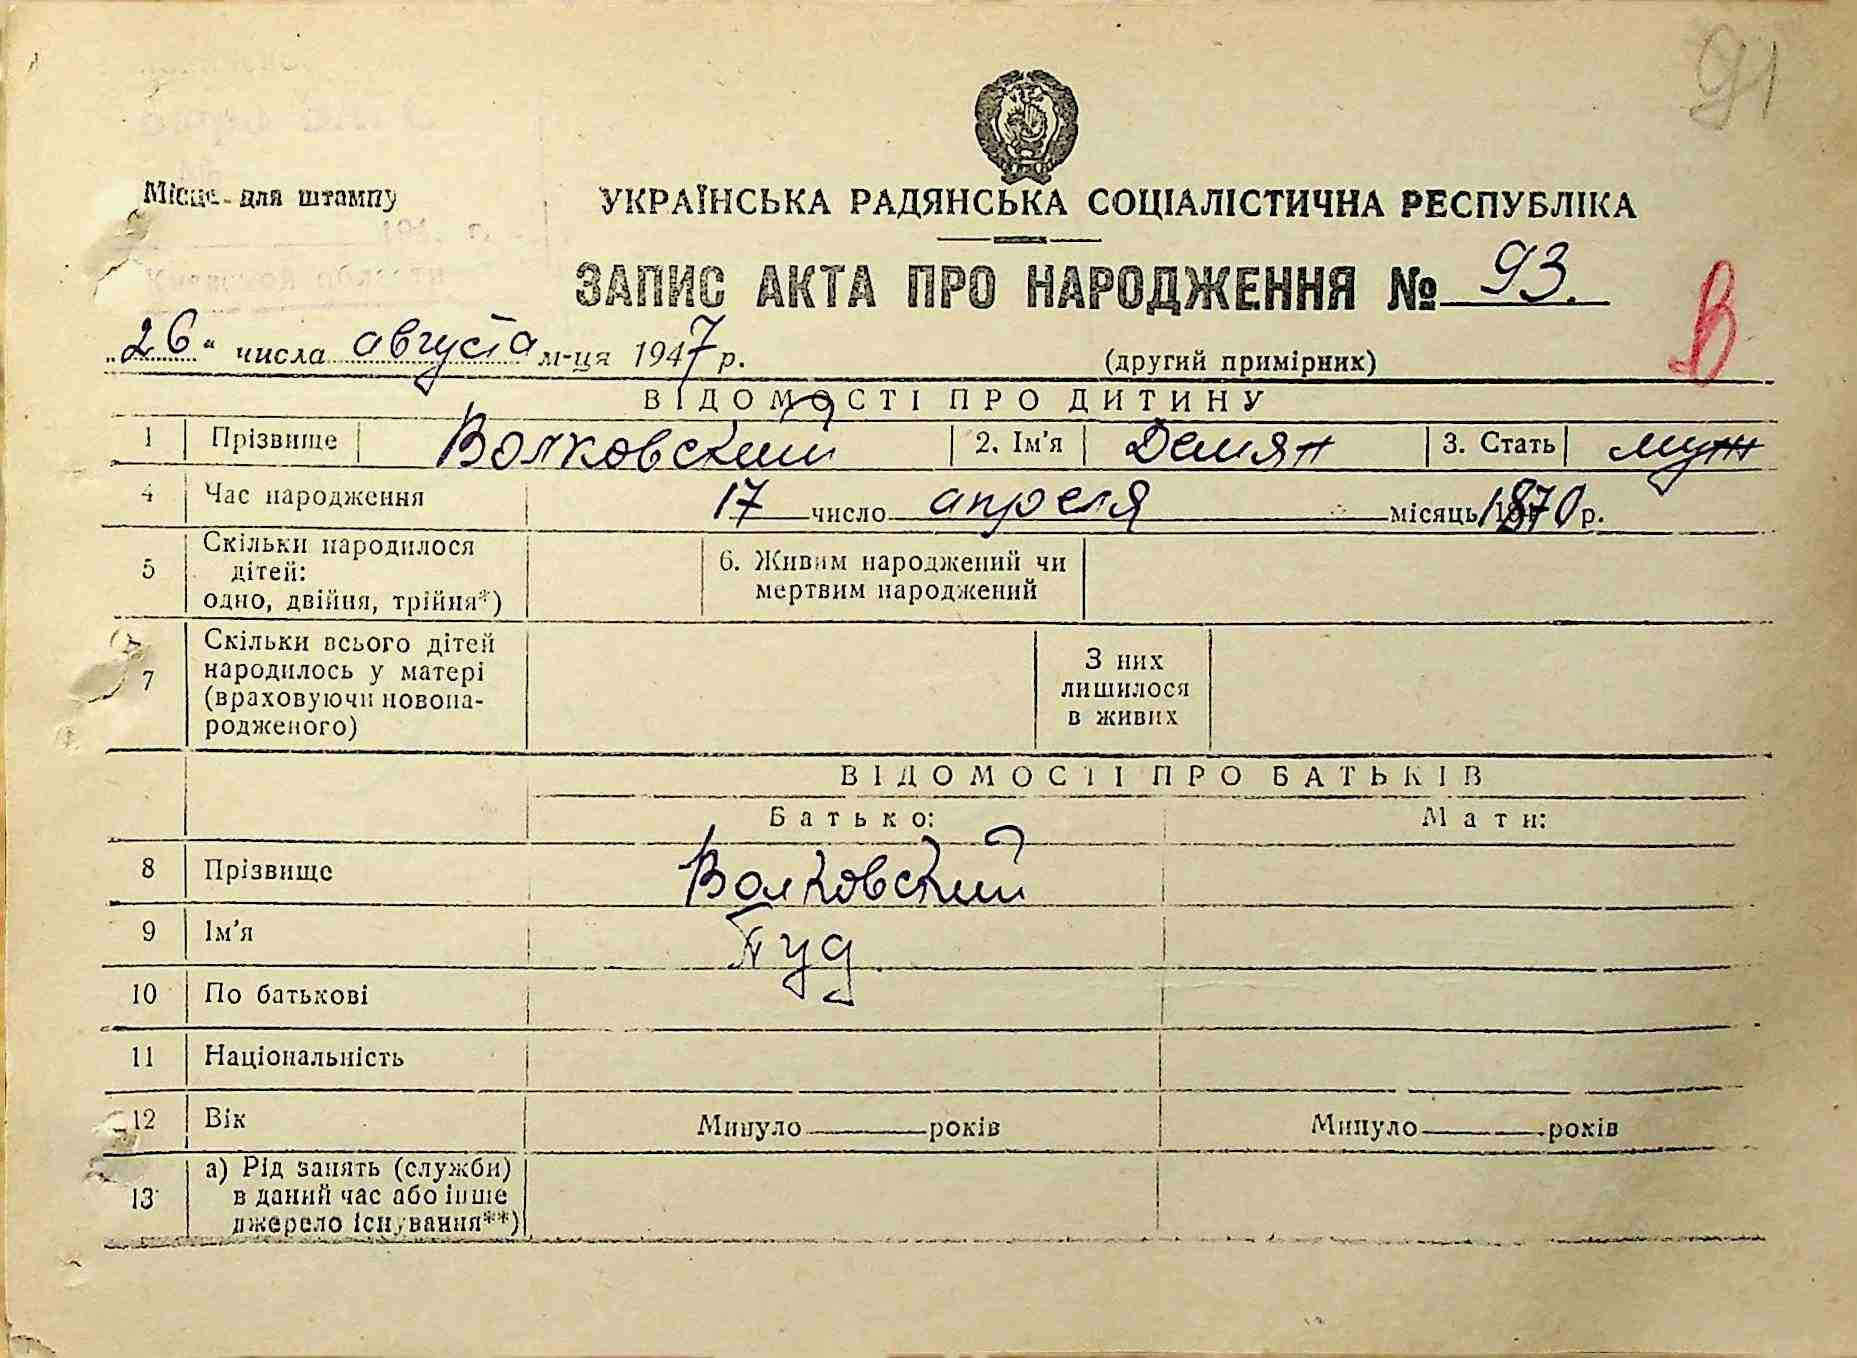 91
Місце для штампу
УКРАЇНСЬКА РАДЯНСЬКА СОЦІАЛІСТИЧНА РЕСПУБЛІКА
ЗАПИС АКТА ПРО НАРОДЖЕННЯ № 93.
В
„26“ числа августа м-ця 1947 р.
(другий примірник)
ВІДОМОСТІ ПРО ДИТИНУ
1 Прізвище Волковский 2. Ім'я Демян 3. Стать муж
4 Час народження 17 число апреля місяць 1870 р.
5 Скільки народилося
дітей:
одно, двійня, трійня*)
6. Живим народжений чи
мертвим народжений
7 Скільки всього дітей
народилось у матері
(враховуючи новона-
родженого)
З них
лишилося
в живих
ВІДОМОСТІ ПРО БАТЬКІВ
Батько: Мати:
8 Прізвище Волковский
9 Ім'я Гуд
10 По батькові
11 Національність
12 Вік Минуло років Минуло років
13 а) Рід занять (служби)
в даний час або інше
джерело існування**)